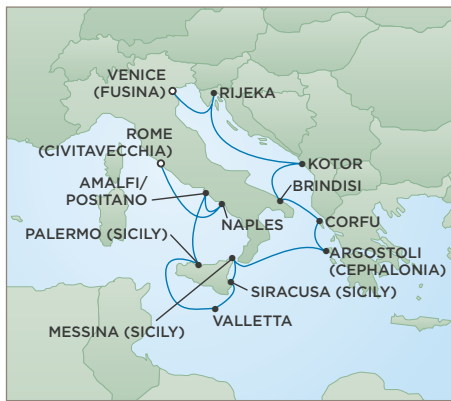 VENICE
(FUSINA)
RIJEKA
ROME
(CIVITAVECCHIA)
KOTOR
AMALFI/
POSITANO
BRINDISI
NAPLES
CORFU
PALERMO (SICILY)
ARGOSTOLI
(CEPHALONIA)
SIRACUSA (SICILY)
MESSINA (SICILY)
VALLETTA